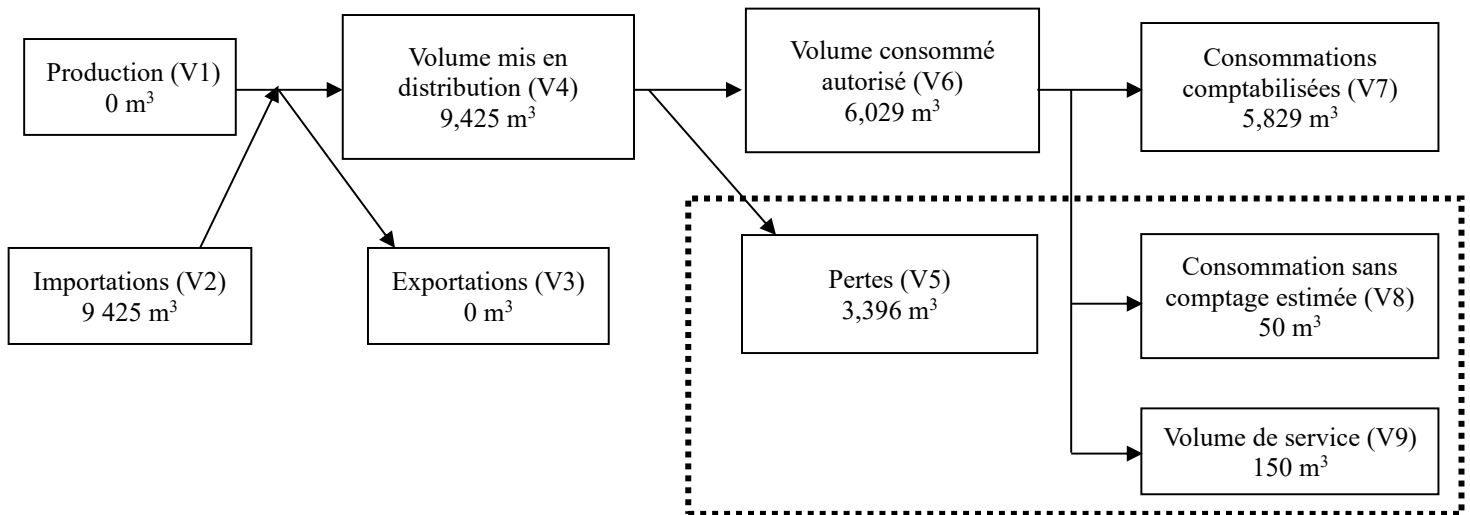 Production (V1)
0 m³
Volume mis en
distribution (V4)
9,425 m³
Volume consommé
autorisé (V6)
6,029 m³
Consommations
comptabilisées (V7)
5,829 m³
Importations (V2)
9 425 m³
Exportations (V3)
0 m³
Pertes (V5)
3,396 m³
Consommation sans
comptage estimée (V8)
50 m³
Volume de service (V9)
150 m³